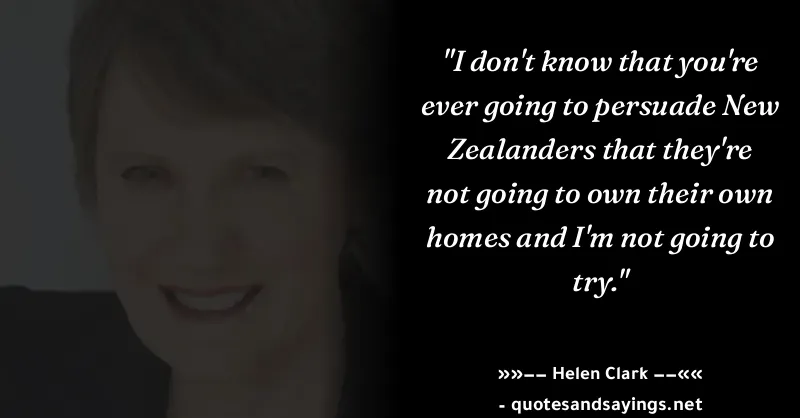 "I don't know that you're
ever going to persuade New
Zealanders that they're
not going to own their own
homes and I'm not going to
try."
»»−− Helen Clark −−««
- quotesandsayings.net